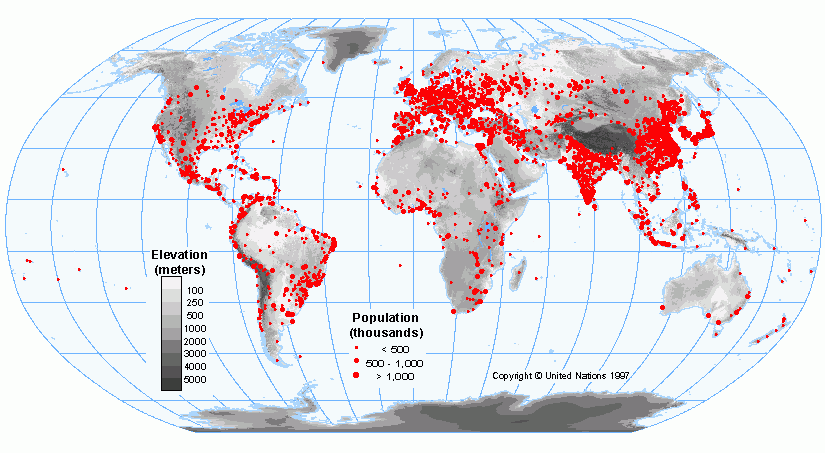 Elevation
(meters)
100
250
500
1000
2000
3000
4000
5000
Population
(thousands)
< 500
500 - 1,000
> 1,000
Copyright © United Nations 1997